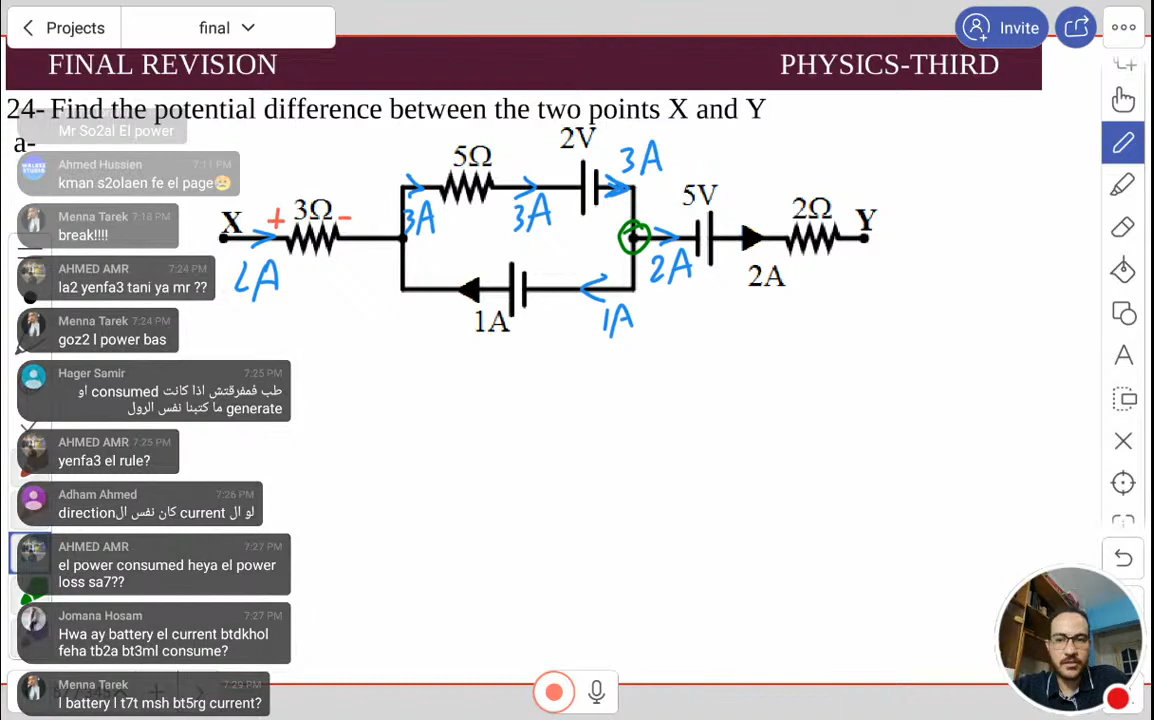 Projects
final
Invite
FINAL REVISION
PHYSICS-THIRD
24- Find the potential difference between the two points X and Y
a-
Mr So2al El power
Ahmed Hussien 7:11 PM
kman s2olaen fe el page😢
Menna Tarek 7:18 PM
break!!!!
AHMED AMR 7:24 PM
la2 yenfa3 tani ya mr ??
Menna Tarek 7:24 PM
goz2 l power bas
Hager Samir 7:25 PM
طب فمفرقتش اذا كانت consumed او
generate ما كتبنا نفس الرول
AHMED AMR 7:25 PM
yenfa3 el rule?
Adham Ahmed 7:26 PM
لو ال current كان نفس الdirection
AHMED AMR 7:27 PM
el power consumed heya el power
loss sa7??
Jomana Hosam 7:27 PM
Hwa ay battery el current btdkhol
feha tb2a bt3ml consume?
Menna Tarek 7:29 PM
l battery l t7t msh bt5rg current?
X
+
3Ω
-
2A
3A
5Ω
3A
2V
3A
1A
1A
2A
5V
2A
2Ω
Y
A